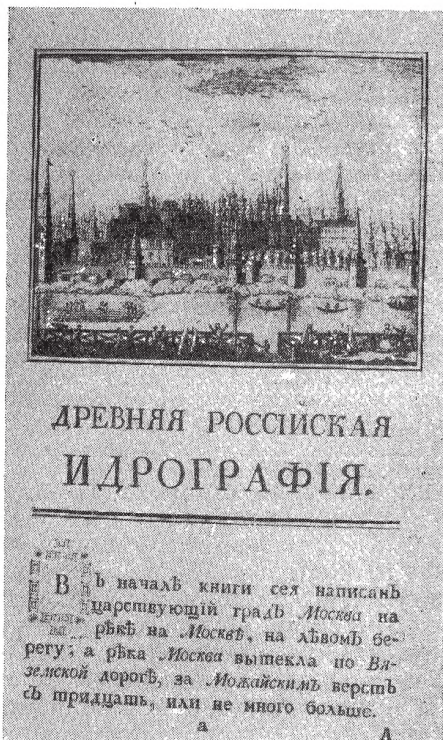 ДРЕВНЯЯ РОССІЙСКАЯ
ИДРОГРАФІЯ.
ВЪ началѣ книги сея написанъ
царствующій градъ Москва на
рѣкѣ на Москвѣ, на лѣвомъ бе-
регу; а рѣка Москва вытекла по Вя-
земской дорогѣ, за Можайскимъ верстъ
съ тридцать, или не много больше.
а
А